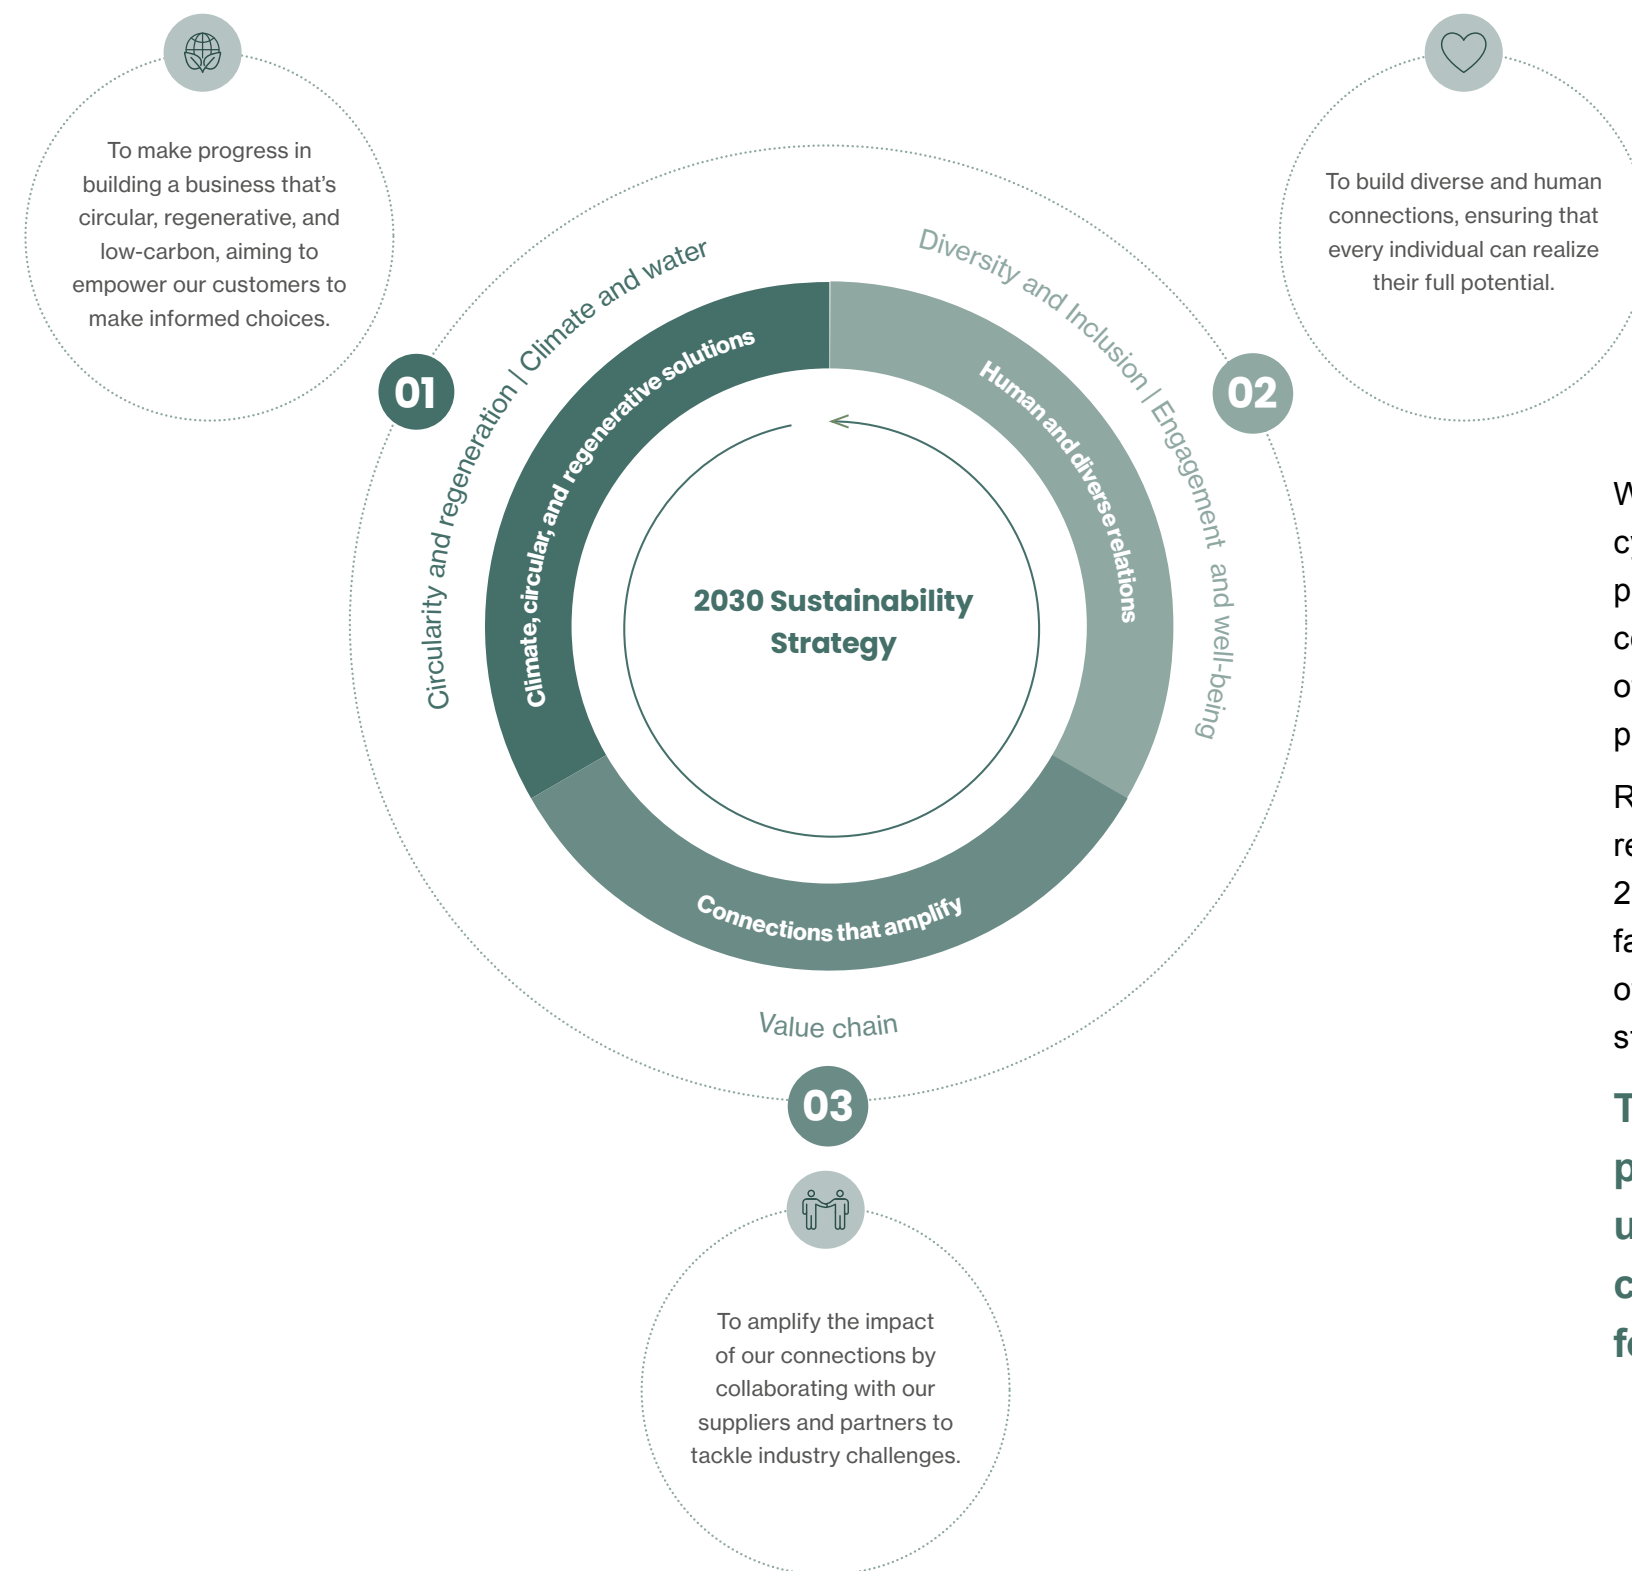 To make progress in
building a business that's
circular, regenerative, and
low-carbon, aiming to
empower our customers to
make informed choices.
To build diverse and human
connections, ensuring that
every individual can realize
their full potential.
01
Circularity and regeneration | Climate and water
Climate, circular, and regenerative solutions
02
Diversity and Inclusion | Engagement and well-being
Human and diverse relations
2030 Sustainability
Strategy
Connections that amplify
Value chain
03
To amplify the impact
of our connections by
collaborating with our
suppliers and partners to
tackle industry challenges.